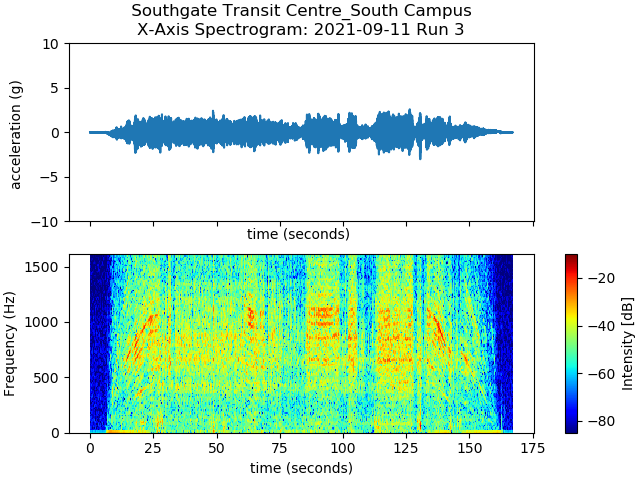 Southgate Transit Centre_South Campus
X-Axis Spectrogram: 2021-09-11 Run 3
10
5
0
−5
−10
acceleration (g)
time (seconds)
1500
1000
500
0
Frequency (Hz)
0 25 50 75 100 125 150 175
time (seconds)
−20
−40
−60
−80
Intensity [dB]